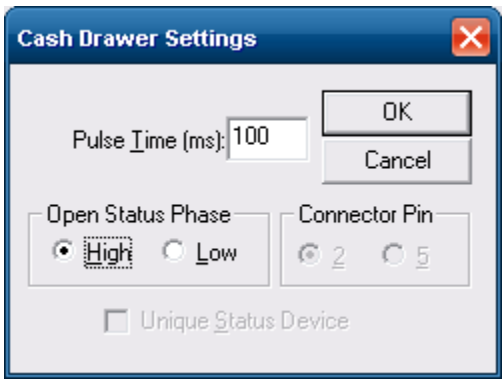 Cash Drawer Settings
Pulse Time (ms): 100
OK
Cancel
Open Status Phase
High Low
Connector Pin
2 5
Unique Status Device